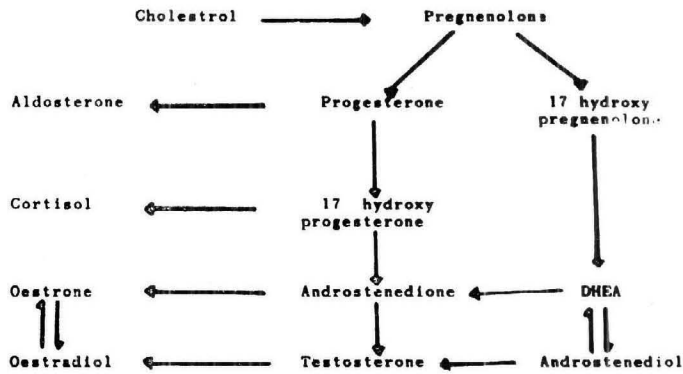 Cholestrol Pregnenolone
Aldosterone Progesterone 17 hydroxy
pregnenolone
Cortisol 17 hydroxy
progesterone
Oestrone Androstenedione DHEA
Oestradiol Testosterone Androstenediol